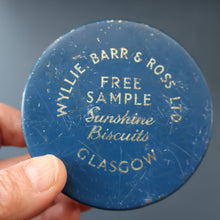 WYLLIE, BARR & ROSS LTD.
FREE
SAMPLE
Sunshine
Biscuits
GLASGOW